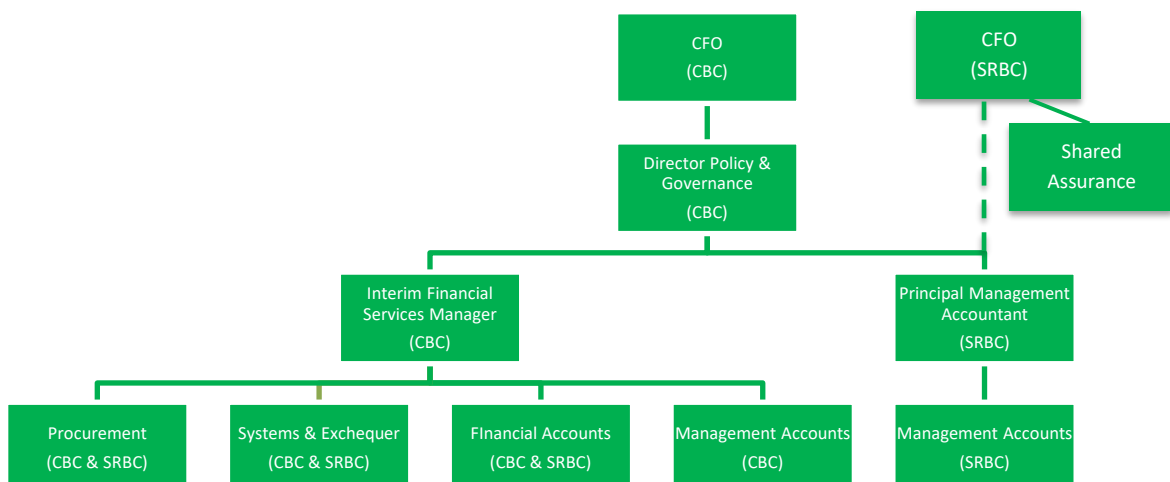 CFO
(CBC)
CFO
(SRBC)
Shared
Assurance
Director Policy &
Governance
(CBC)
Interim Financial
Services Manager
(CBC)
Principal Management
Accountant
(SRBC)
Procurement
(CBC & SRBC)
Systems & Exchequer
(CBC & SRBC)
FInancial Accounts
(CBC & SRBC)
Management Accounts
(CBC)
Management Accounts
(SRBC)